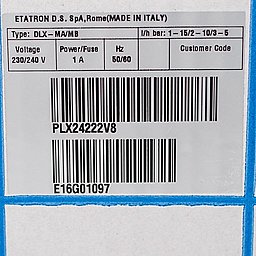 ETATRON D.S. SpA,Rome(MADE IN ITALY)
Type: DLX-MA/MB l/h bar: 1-15/2-10/3-5
Voltage Power/Fuse Hz Customer Code
230/240 V 1 A 50/60
PLX24222V8
E16G01097